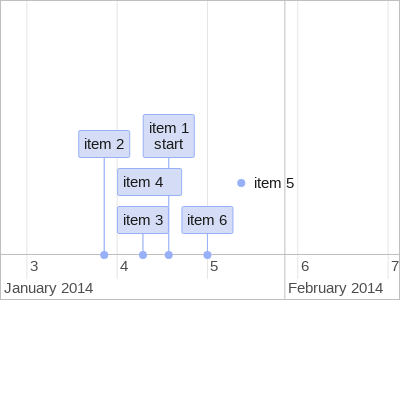 item 1
start
item 2
item 4
item 5
item 3
item 6
3
4
5
6
7
January 2014
February 2014